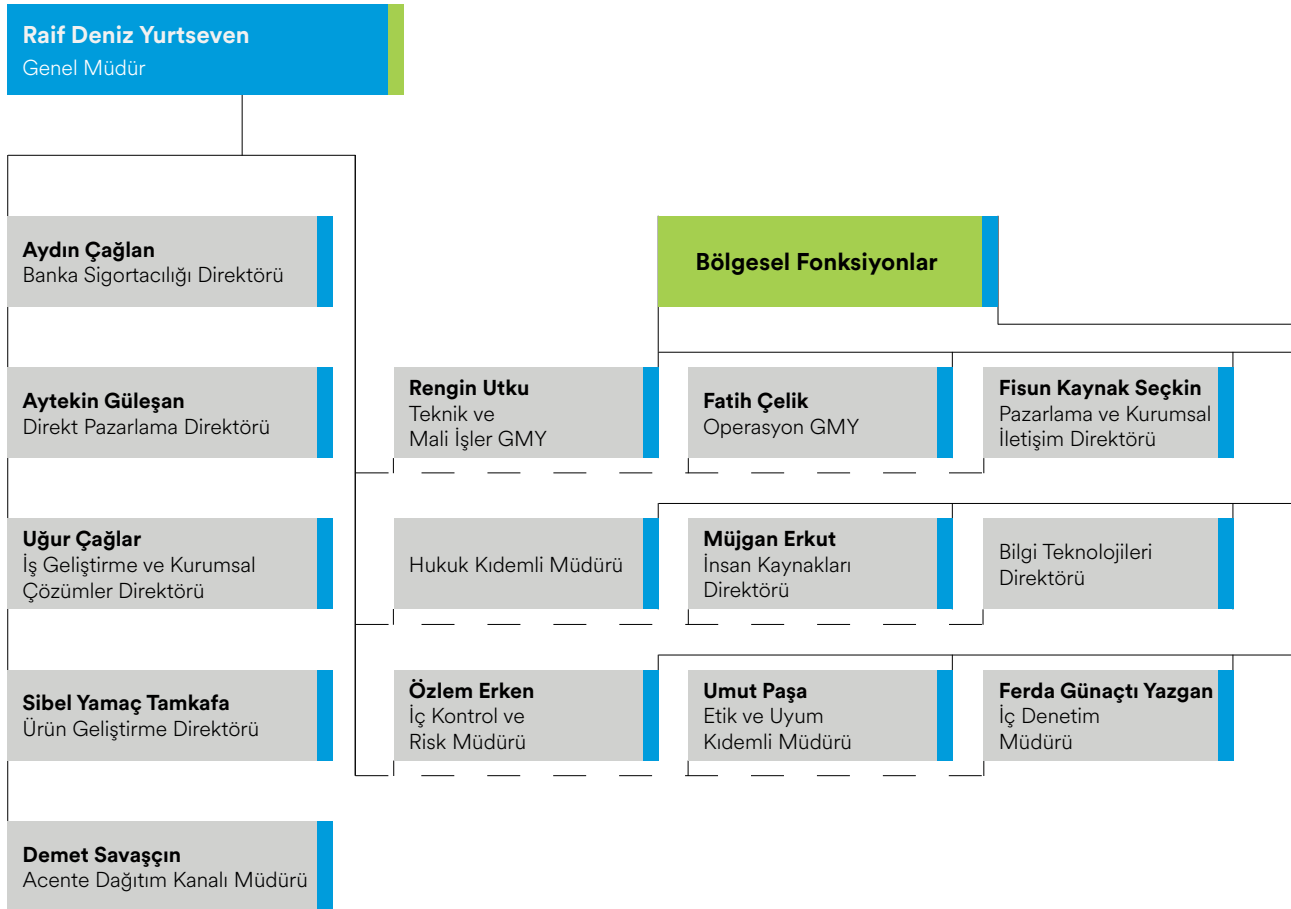 Raif Deniz Yurtseven
Genel Müdür
Aydın Çağlan
Banka Sigortacılığı Direktörü
Bölgesel Fonksiyonlar
Aytekin Güleşan
Direkt Pazarlama Direktörü
Rengin Utku
Teknik ve
Mali İşler GMY
Fatih Çelik
Operasyon GMY
Fisun Kaynak Seçkin
Pazarlama ve Kurumsal
İletişim Direktörü
Uğur Çağlar
İş Geliştirme ve Kurumsal
Çözümler Direktörü
Hukuk Kıdemli Müdürü
Müjgan Erkut
İnsan Kaynakları
Direktörü
Bilgi Teknolojileri
Direktörü
Sibel Yamaç Tamkafa
Ürün Geliştirme Direktörü
Özlem Erken
İç Kontrol ve
Risk Müdürü
Umut Paşa
Etik ve Uyum
Kıdemli Müdürü
Ferda Günaçtı Yazgan
İç Denetim
Müdürü
Demet Savaşçın
Acente Dağıtım Kanalı Müdürü